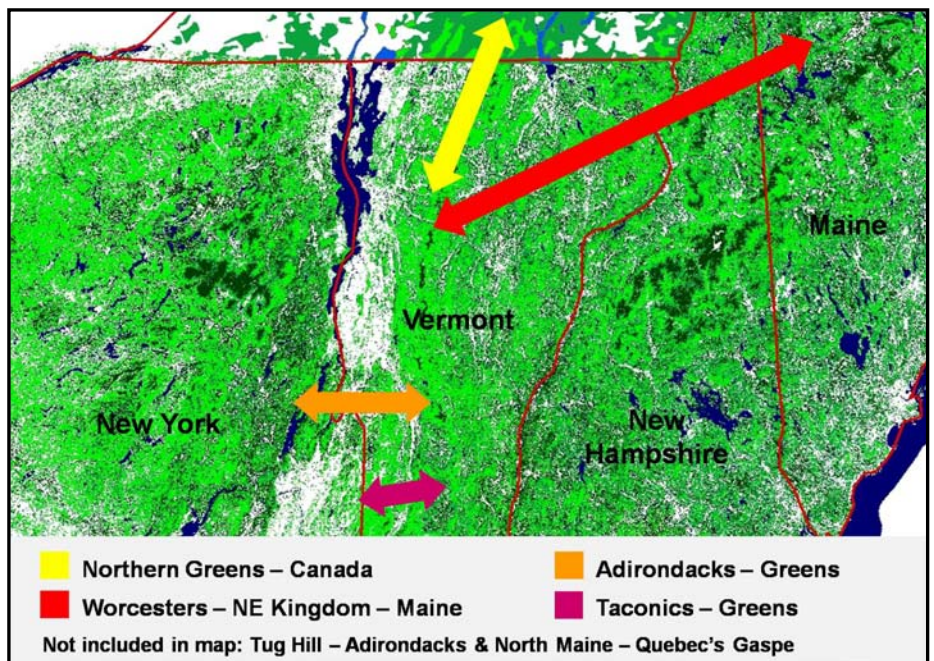 Maine
Vermont
New York
New
Hampshire
Northern Greens – Canada
Adirondacks – Greens
Worcesters – NE Kingdom – Maine
Taconics – Greens
Not included in map: Tug Hill – Adirondacks & North Maine – Quebec's Gaspe